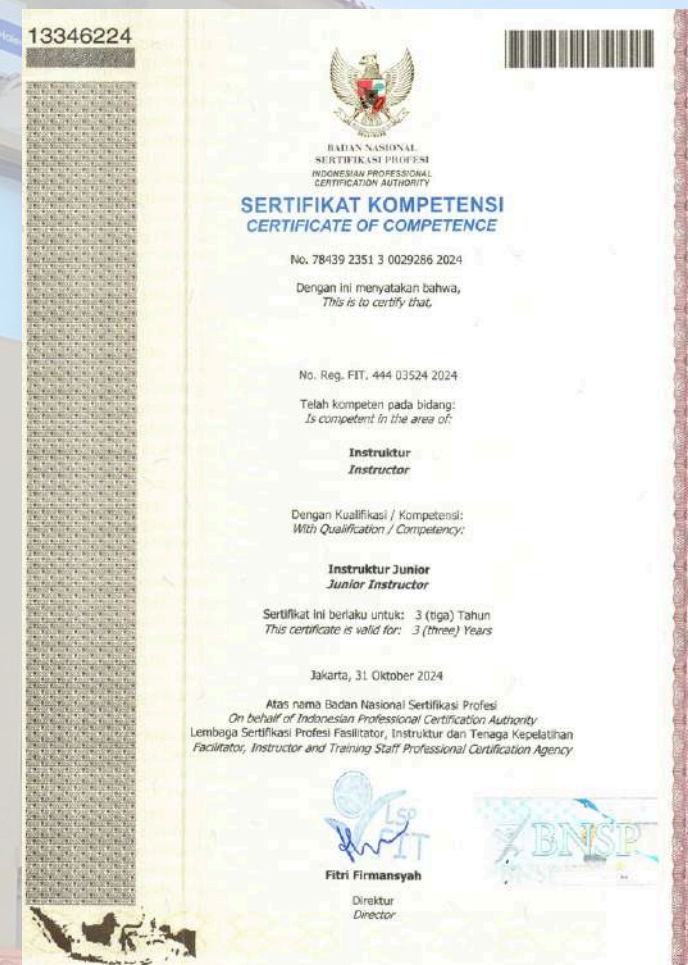 13346224
BADAN NASIONAL
SERTIFIKASI PROFESI
INDONESIAN PROFESSIONAL
CERTIFICATION AUTHORITY
SERTIFIKAT KOMPETENSI
CERTIFICATE OF COMPETENCE
No. 78439 2351 3 0029286 2024
Dengan ini menyatakan bahwa,
This is to certify that,
No. Reg. FIT. 444 03524 2024
Telah kompeten pada bidang:
Is competent in the area of:
Instruktur
Instructor
Dengan Kualifikasi / Kompetensi:
With Qualification / Competency:
Instruktur Junior
Junior Instructor
Sertifikat ini berlaku untuk: 3 (tiga) Tahun
This certificate is valid for: 3 (three) Years
Jakarta, 31 Oktober 2024
Atas nama Badan Nasional Sertifikasi Profesi
On behalf of Indonesian Professional Certification Authority
Lembaga Sertifikasi Profesi Fasilitator, Instruktur dan Tenaga Kepelatihan
Facilitator, Instructor and Training Staff Professional Certification Agency
LSP
FIT
BNSP
Fitri Firmansyah
Direktur
Director